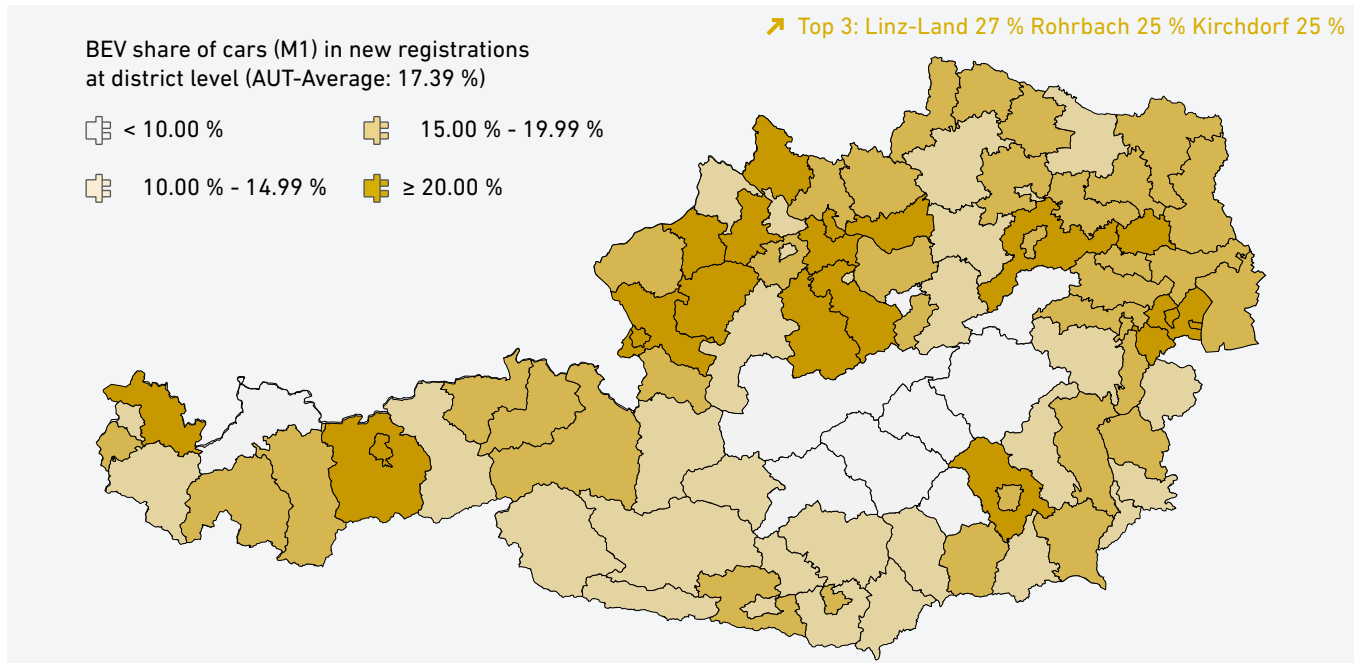 ↗ Top 3: Linz-Land 27 % Rohrbach 25 % Kirchdorf 25 %
BEV share of cars (M1) in new registrations
at district level (AUT-Average: 17.39 %)
< 10.00 %
15.00 % - 19.99 %
10.00 % - 14.99 %
≥ 20.00 %